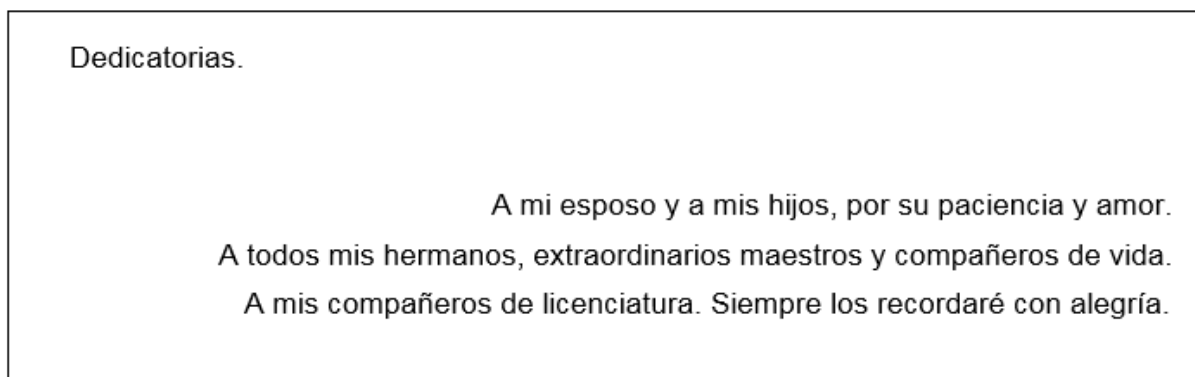 Dedicatorias.
A mi esposo y a mis hijos, por su paciencia y amor.
A todos mis hermanos, extraordinarios maestros y compañeros de vida.
A mis compañeros de licenciatura. Siempre los recordaré con alegría.